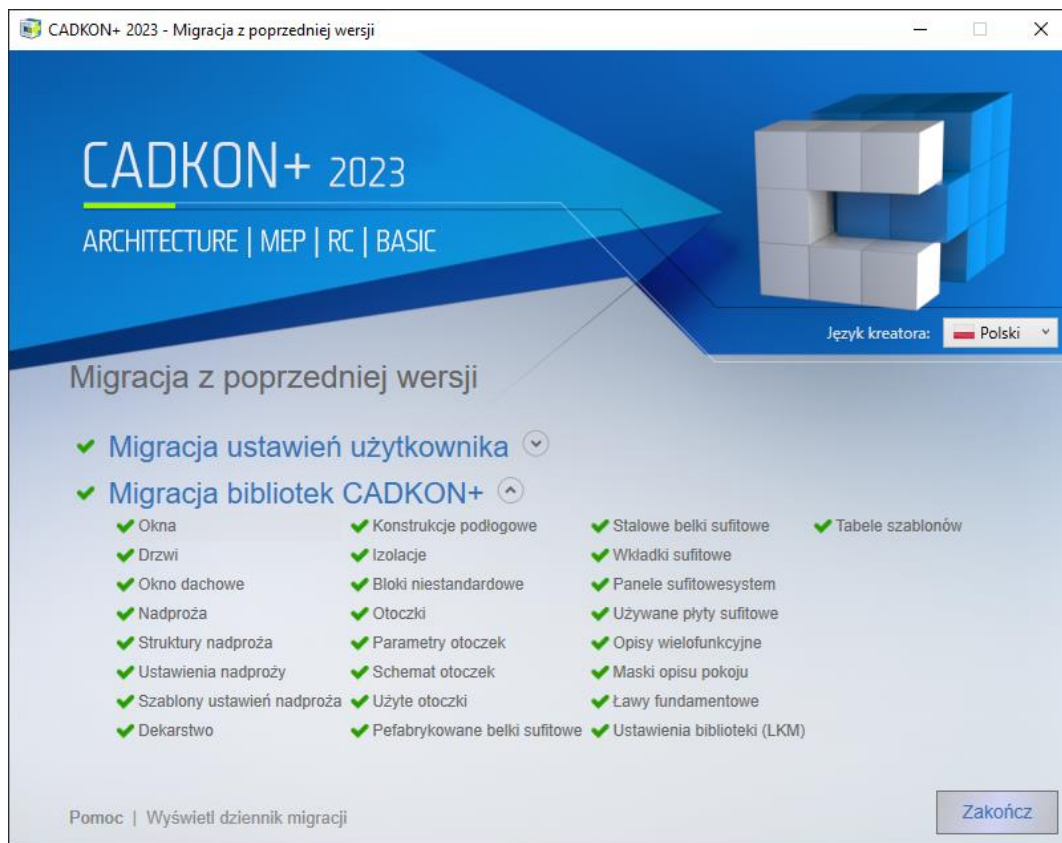 CADKON+ 2023 - Migracja z poprzedniej wersji
CADKON+ 2023
ARCHITECTURE | MEP | RC | BASIC
Język kreatora: Polski
Migracja z poprzedniej wersji
Migracja ustawień użytkownika
Migracja bibliotek CADKON+
Okna
Drzwi
Okno dachowe
Nadproża
Struktury nadproża
Ustawienia nadproży
Szablony ustawień nadproża
Dekarstwo
Konstrukcje podłogowe
Izolacje
Bloki niestandardowe
Otoczki
Parametry otoczek
Schemat otoczek
Użyte otoczki
Pefabrykowane belki sufitowe
Stalowe belki sufitowe
Wkładki sufitowe
Panele sufitowesystem
Używane płyty sufitowe
Opisy wielofunkcyjne
Maski opisu pokoju
Ławy fundamentowe
Ustawienia biblioteki (LKM)
Tabele szablonów
Pomoc | Wyświetl dziennik migracji
Zakończ